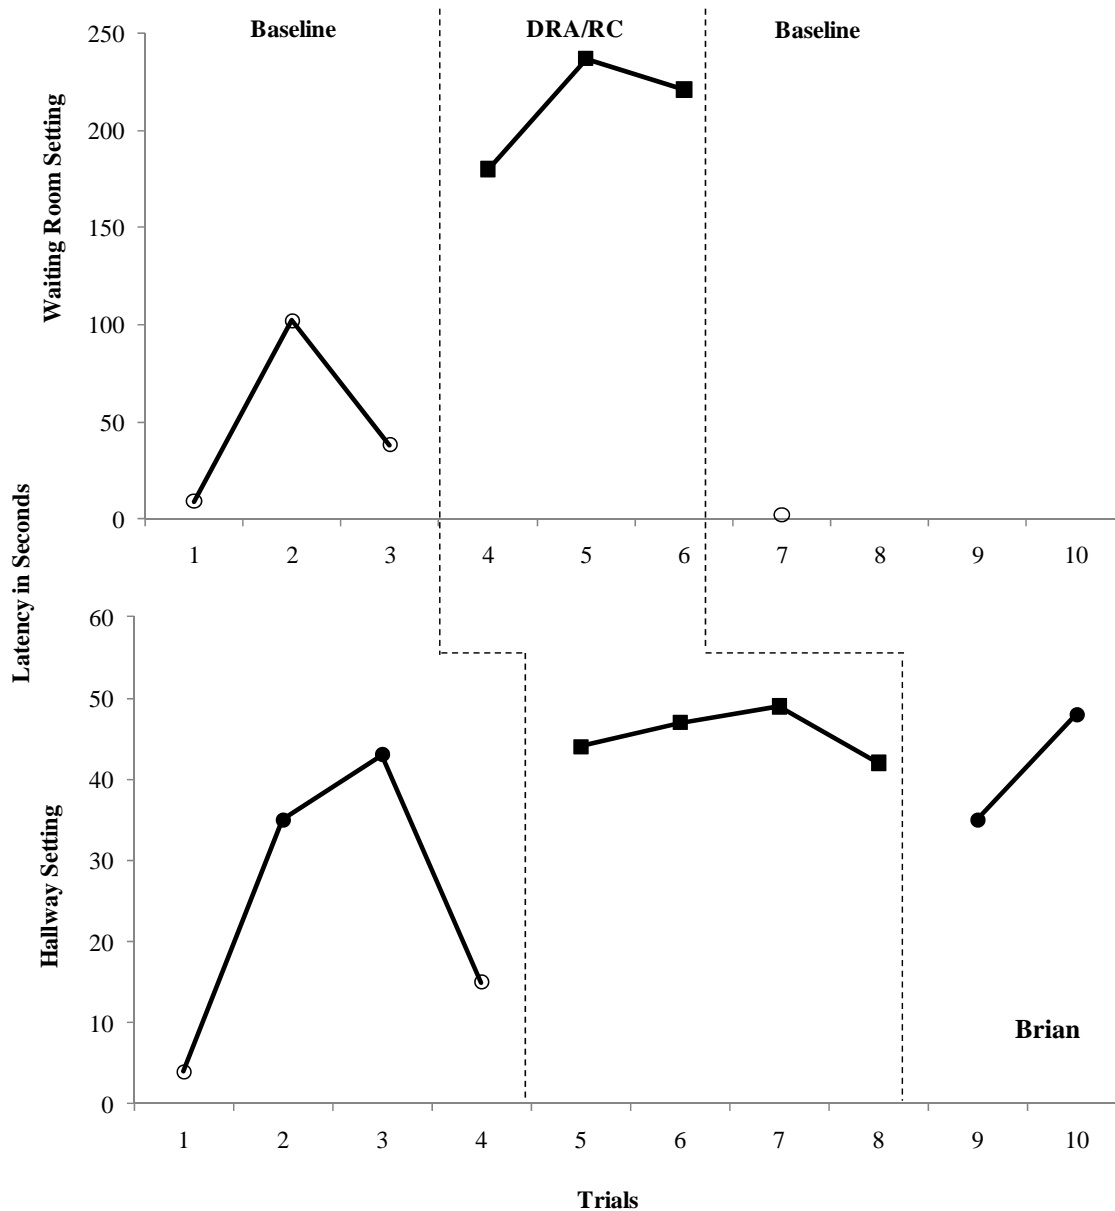 Baseline DRA/RC Baseline
250
200
150
100
50
0
Waiting Room Setting
1 2 3 4 5 6 7 8 9 10
Latency in Seconds
60
50
40
30
20
10
0
Hallway Setting
Brian
1 2 3 4 5 6 7 8 9 10
Trials